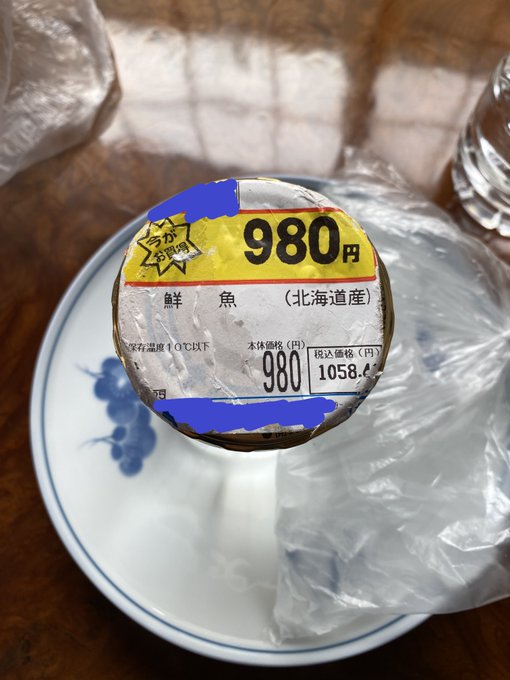 今が
お買得
980円
鮮 魚 (北海道産)
保存温度10℃以下
本体価格(円)
980
税込価格(円)
1058.4